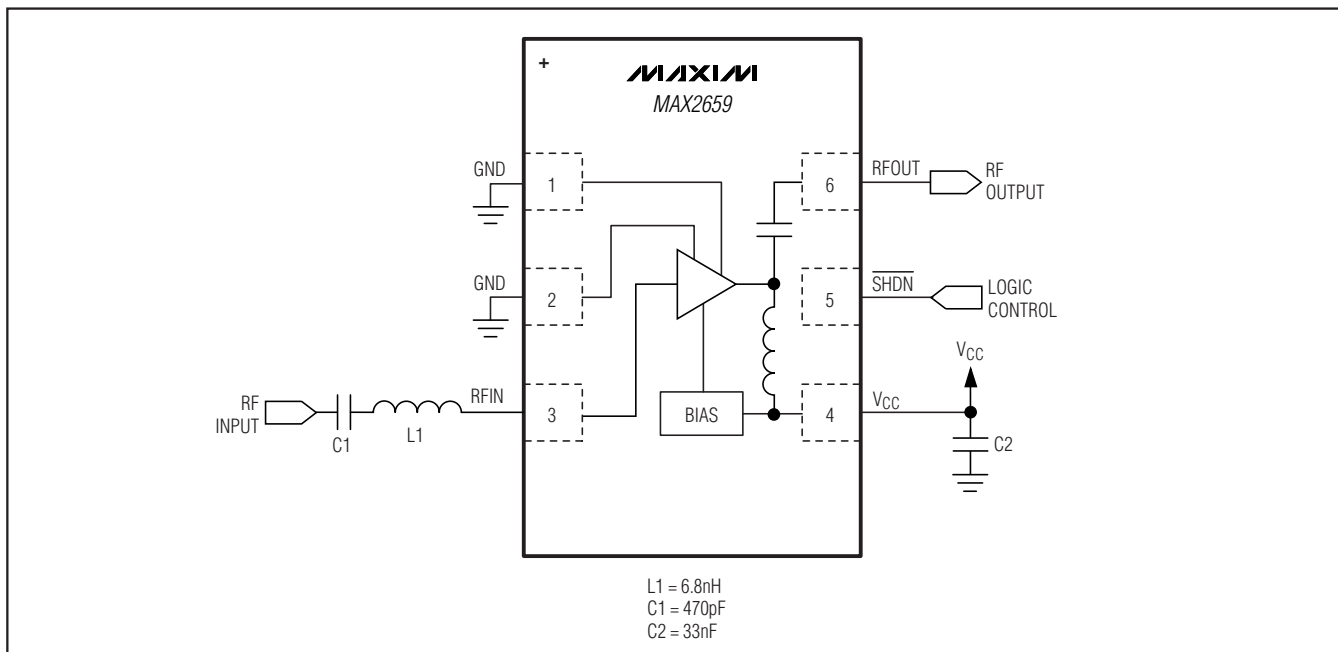 +
MAXIM
MAX2659
GND
1
6
RFOUT
RF
OUTPUT
GND
2
5
SHDN
LOGIC
CONTROL
VCC
RF
INPUT
C1
L1
RFIN
3
BIAS
4
VCC
C2
L1 = 6.8nH
C1 = 470pF
C2 = 33nF